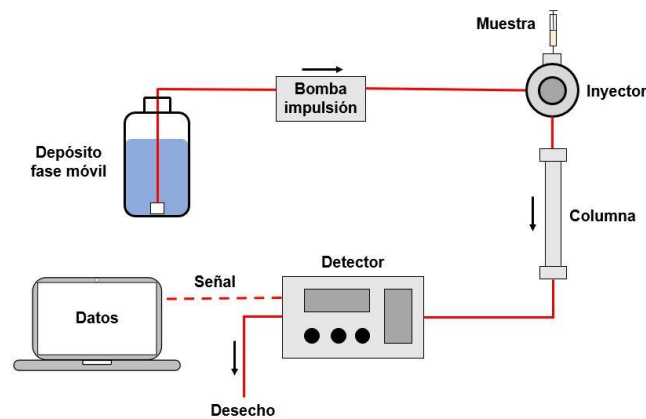 Muestra
Bomba
impulsión
Inyector
Depósito
fase móvil
Columna
Detector
Señal
Datos
Desecho